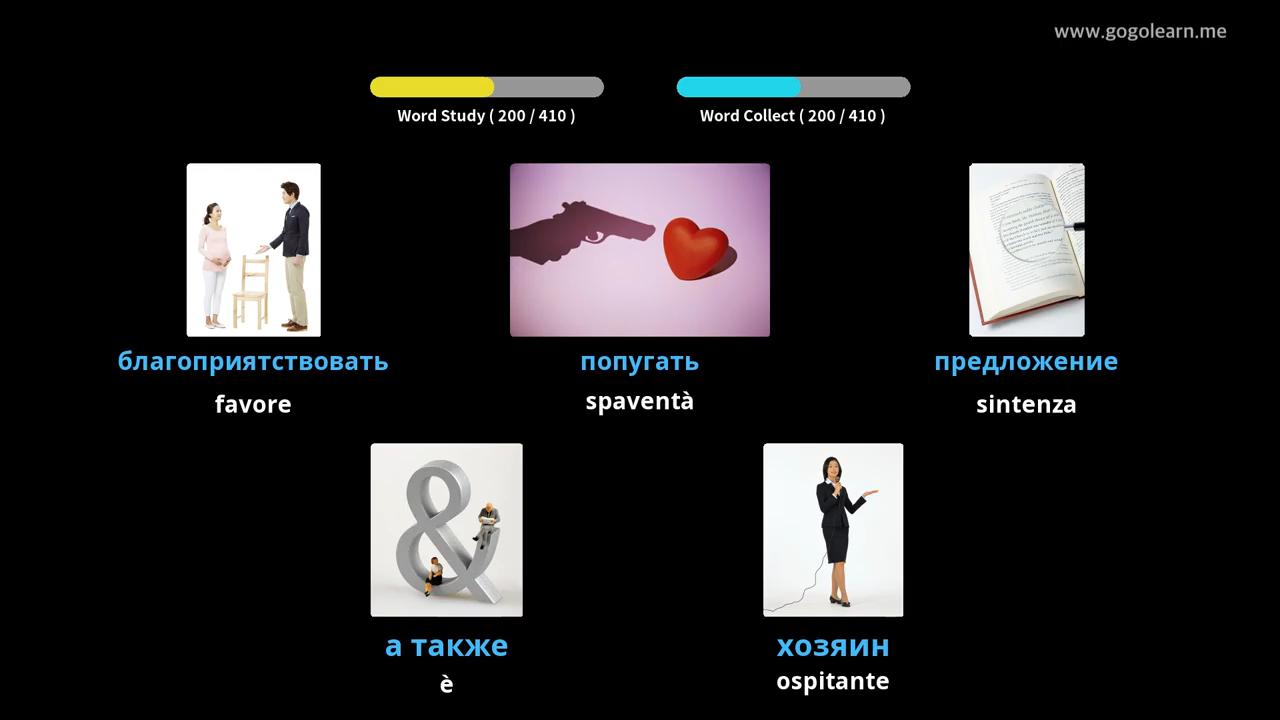 www.gogolearn.me
Word Study ( 200 / 410 )
Word Collect ( 200 / 410 )
благоприятствовать
попугать
предложение
favore
spaventà
sintenza
а также
хозяин
è
ospitante